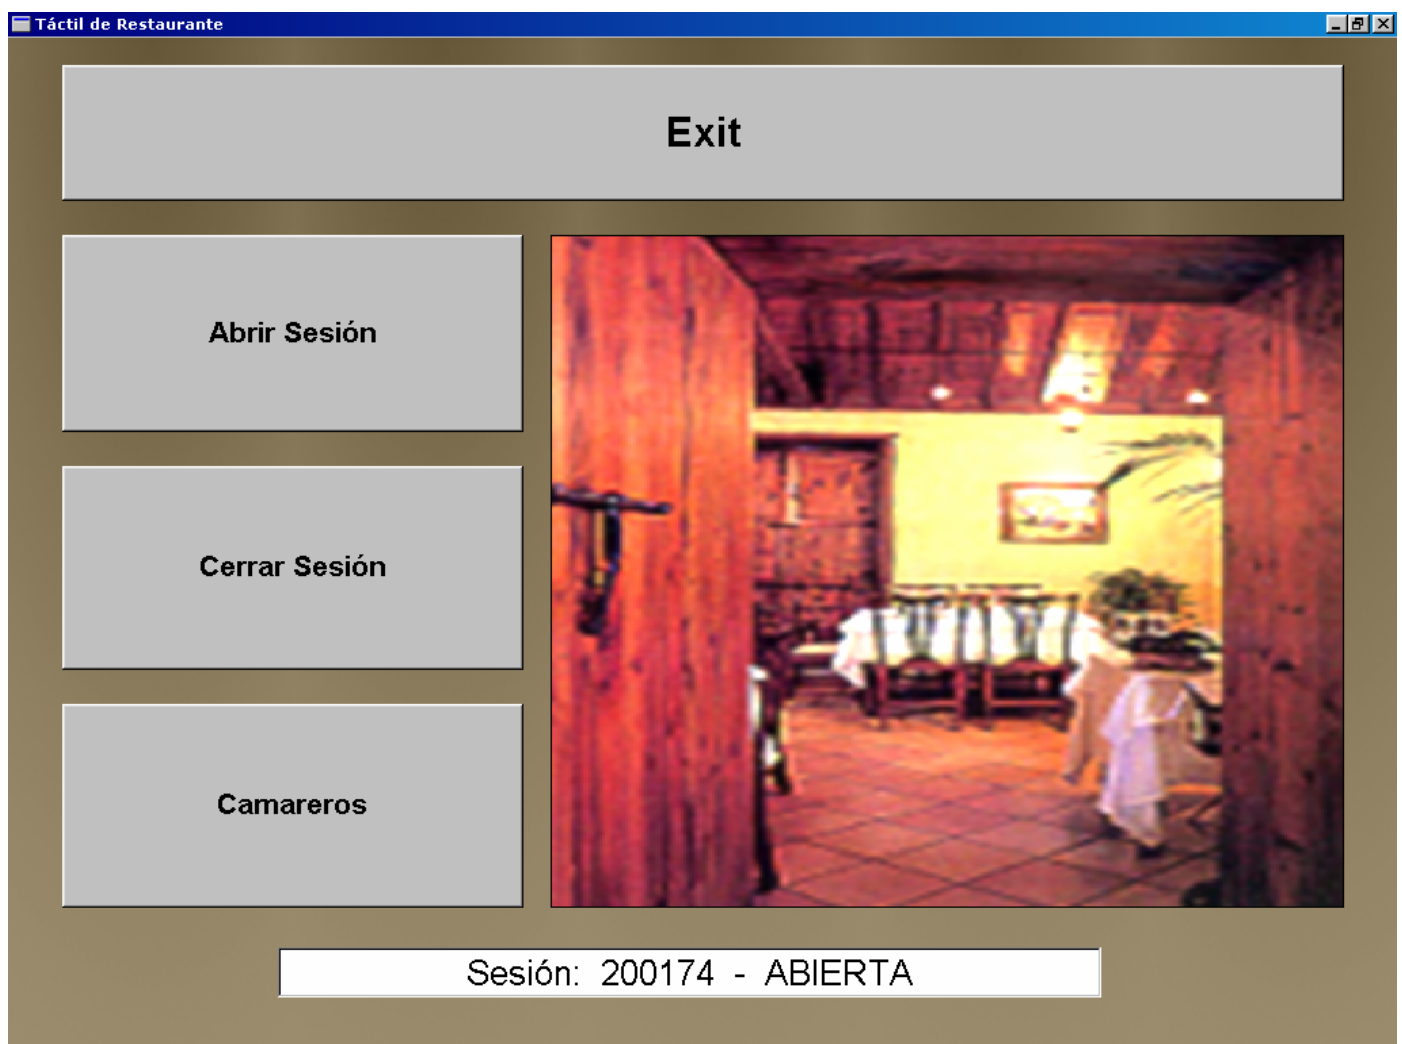 Táctil de Restaurante
Exit
Abrir Sesión
Cerrar Sesión
Camareros
Sesión: 200174 - ABIERTA